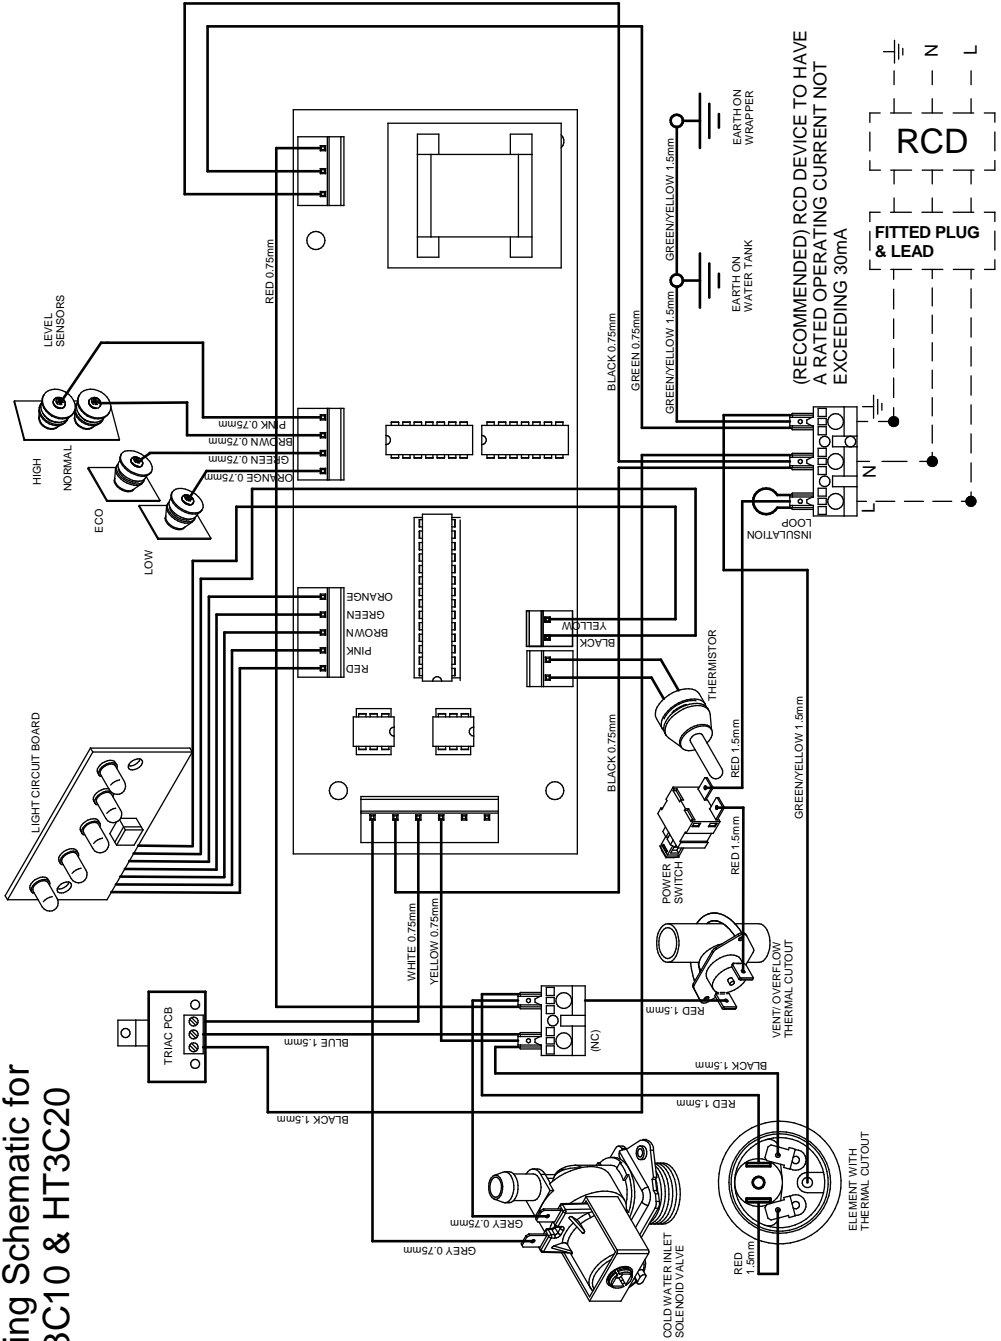 ing Schematic for
3C10 & HT3C20
LIGHT CIRCUIT BOARD
LEVEL
SENSORS
HIGH
NORMAL
ECO
LOW
TRIAC PCB
RED 0.75mm
PINK 0.75mm
BROWN 0.75mm
GREEN 0.75mm
ORANGE 0.75mm
ORANGE
GREEN
BROWN
PINK
RED
YELLOW
BLACK
BLACK 1.5mm
BLUE 1.5mm
WHITE 0.75mm
YELLOW 0.75mm
GREY 0.75mm
GREY 0.75mm
(NC)
BLACK 0.75mm
BLACK 0.75mm
GREEN 0.75mm
GREEN/YELLOW 1.5mm
GREEN/YELLOW 1.5mm
EARTH ON
WATER TANK
EARTH ON
WRAPPER
THERMISTOR
POWER
SWITCH
RED 1.5mm
RED 1.5mm
RED 1.5mm
VENT/ OVERFLOW
THERMAL CUTOUT
BLACK 1.5mm
RED 1.5mm
RED
1.5mm
COLD WATER INLET
SOLENOID VALVE
ELEMENT WITH
THERMAL CUTOUT
GREEN/YELLOW 1.5mm
INSULATION
LOOP
L
N
(RECOMMENDED) RCD DEVICE TO HAVE
A RATED OPERATING CURRENT NOT
EXCEEDING 30mA
FITTED PLUG
& LEAD
RCD
N
L